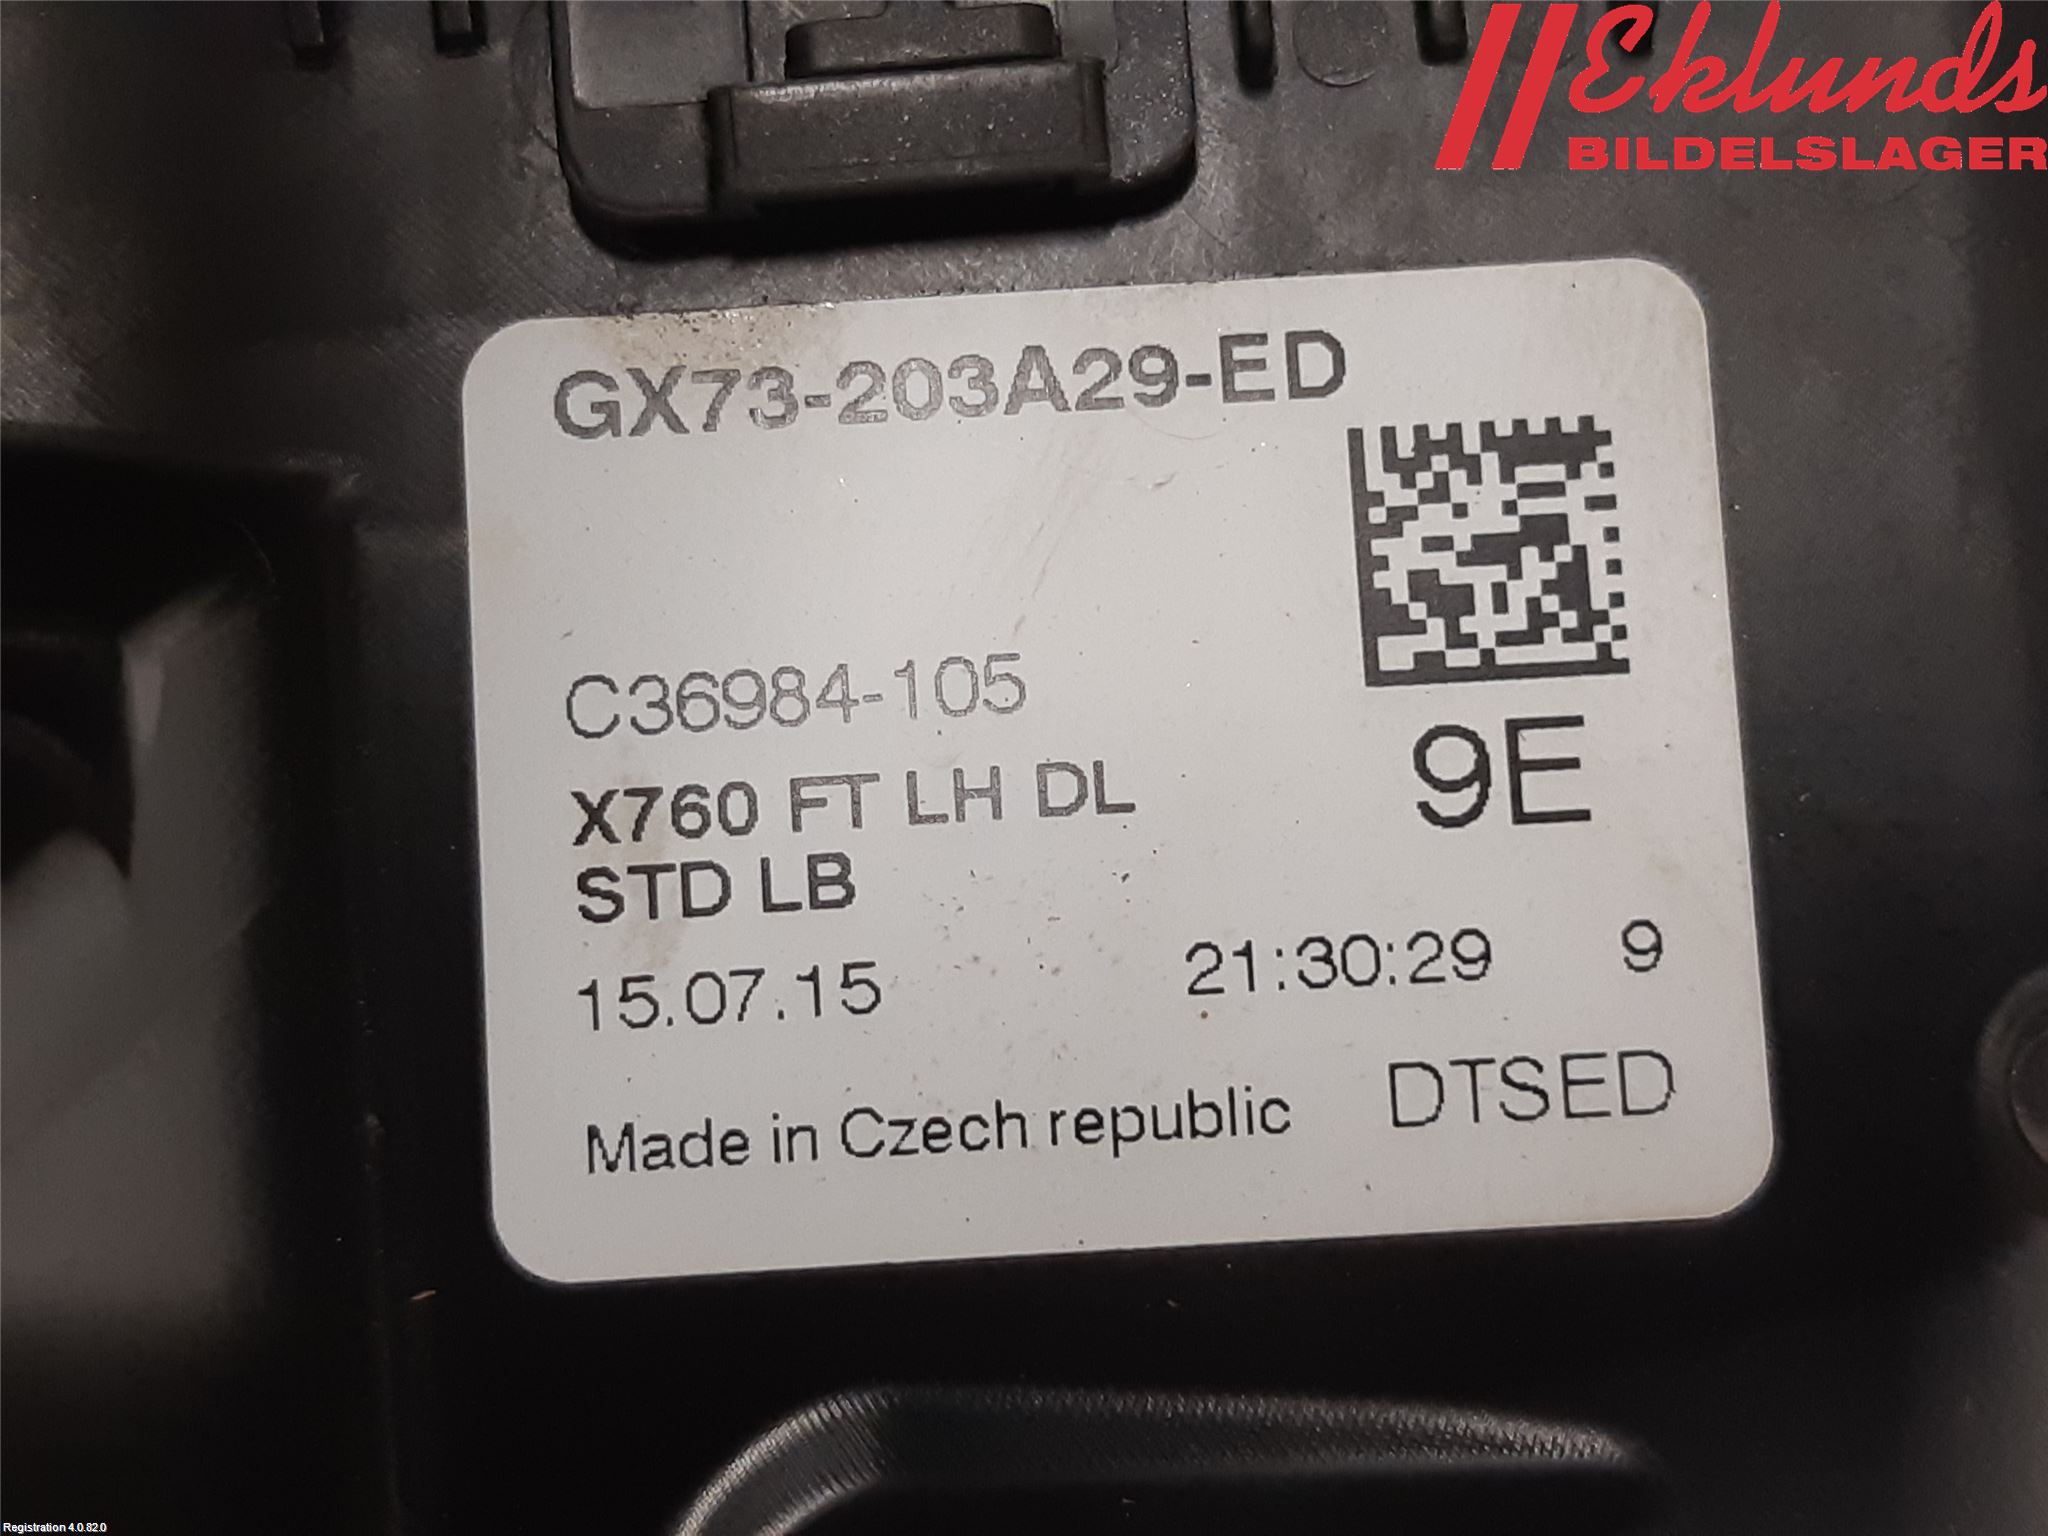 Eklunds
BILDELSLAGER
GX73-203A29-ED
C36984-105
9E
X760 FT LH DL
STD LB
15.07.15 21:30:29 9
Made in Czech republic DTSED
Registration 4.0.82.0